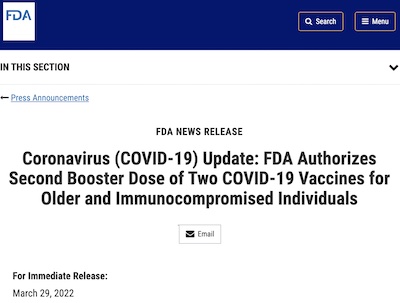 FDA
Search
Menu
IN THIS SECTION
← Press Announcements
FDA NEWS RELEASE
Coronavirus (COVID-19) Update: FDA Authorizes
Second Booster Dose of Two COVID-19 Vaccines for
Older and Immunocompromised Individuals
Email
For Immediate Release:
March 29, 2022